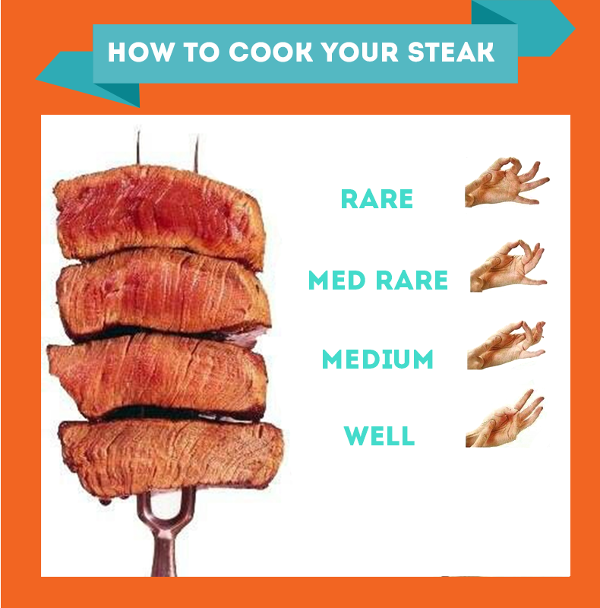 HOW TO COOK YOUR STEAK
RARE
MED RARE
MEDIUM
WELL